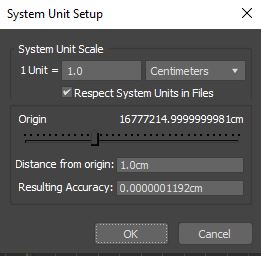 System Unit Setup
System Unit Scale
1 Unit = 1.0 Centimeters
Respect System Units in Files
Origin 16777214.9999999981cm
Distance from origin: 1.0cm
Resulting Accuracy: 0.0000001192cm
OK Cancel